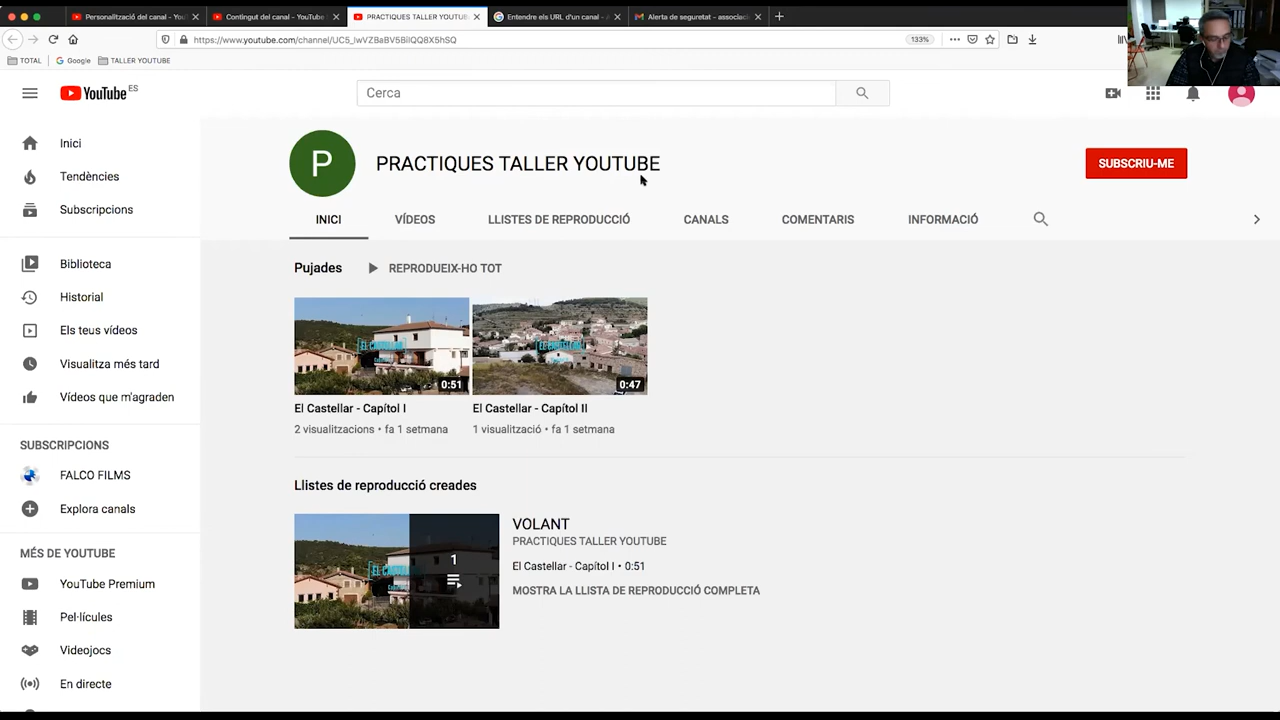 Personalització del canal - You
Contingut del canal - YouTube
PRACTIQUES TALLER YOUTUBE
Entendre els URL d'un canal - A
Alerta de seguretat - associaci
https://www.youtube.com/channel/UC5_iwVZBaBV5BilQQ8X5hSQ
133%
TOTAL
Google
TALLER YOUTUBE
YouTube ES
Cerca
Inici
Tendències
Subscripcions
Biblioteca
Historial
Els teus vídeos
Visualitza més tard
Vídeos que m'agraden
SUBSCRIPCIONS
FALCO FILMS
Explora canals
MÉS DE YOUTUBE
YouTube Premium
Pel·lícules
Videojocs
En directe
P
PRACTIQUES TALLER YOUTUBE
SUBSCRIU-ME
INICI
VÍDEOS
LLISTES DE REPRODUCCIÓ
CANALS
COMENTARIS
INFORMACIÓ
Pujades
REPRODUEIX-HO TOT
EL CASTELLAR
0:51
El Castellar - Capítol I
2 visualitzacions • fa 1 setmana
EL CASTELLAR
0:47
El Castellar - Capítol II
1 visualització • fa 1 setmana
Llistes de reproducció creades
1
VOLANT
PRACTIQUES TALLER YOUTUBE
El Castellar - Capítol I • 0:51
MOSTRA LA LLISTA DE REPRODUCCIÓ COMPLETA